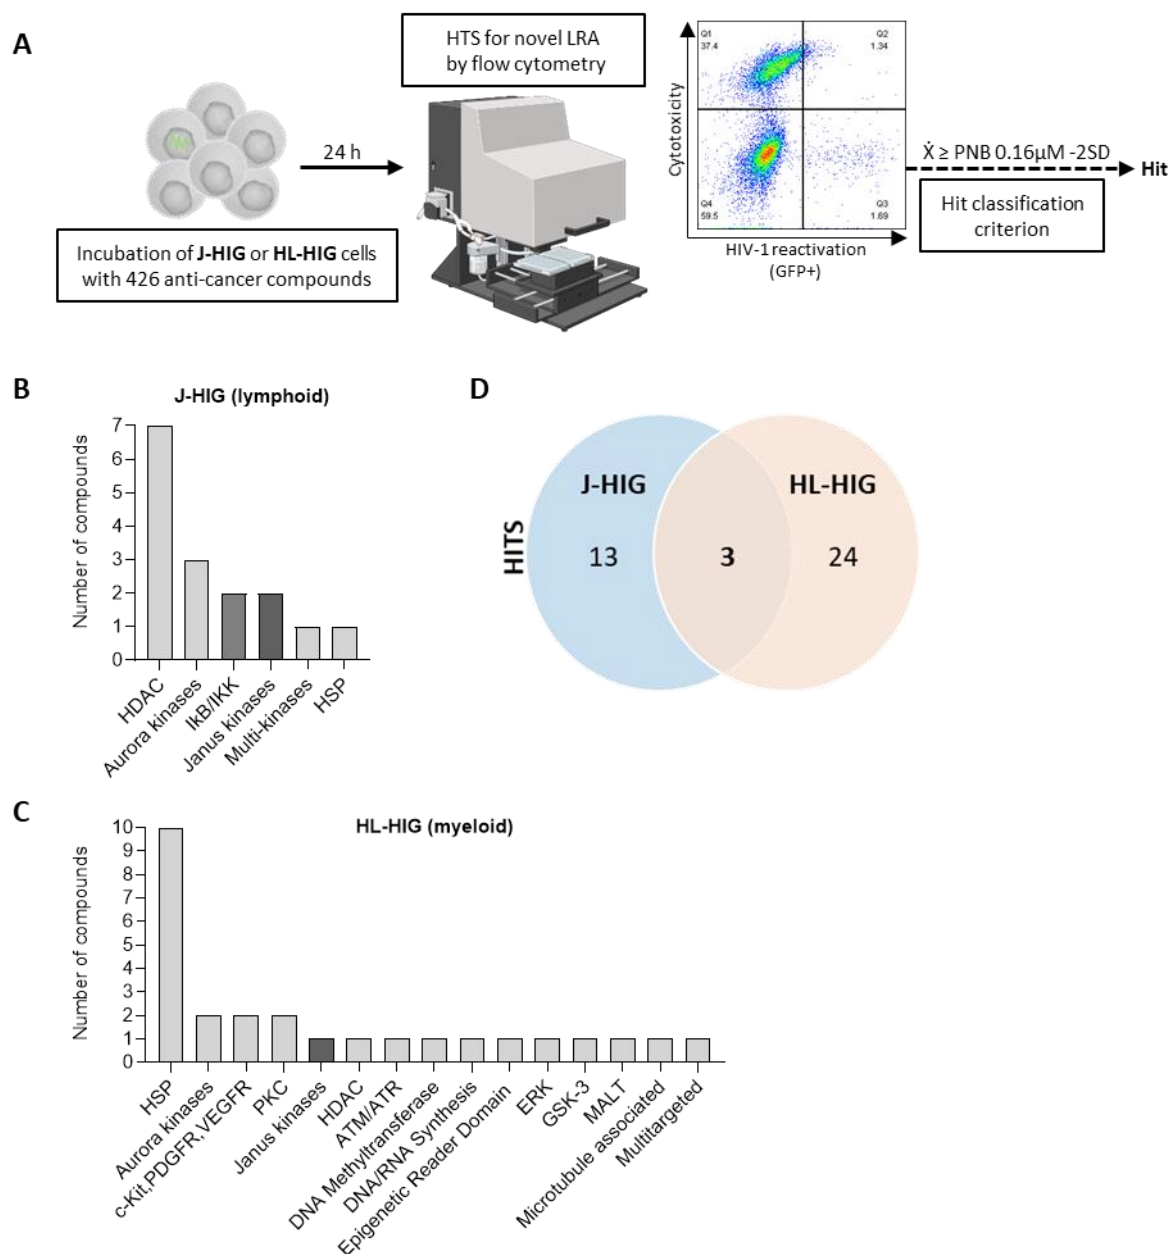 A
Incubation of J-HIG or HL-HIG cells
with 426 anti-cancer compounds
24 h
HTS for novel LRA
by flow cytometry
Q1
37.4
Q2
1.34
Q4
59.5
Q3
1.69
Cytotoxicity
HIV-1 reactivation
(GFP+)
Ẋ ≥ PNB 0.16µM -2SD
Hit
Hit classification
criterion
B
J-HIG (lymphoid)
Number of compounds
7
6
5
4
3
2
1
0
HDAC
Aurora kinases
IkB/IKK
Janus kinases
Multi-kinases
HSP
D
HITS
J-HIG
HL-HIG
13
3
24
C
HL-HIG (myeloid)
Number of compounds
10
9
8
7
6
5
4
3
2
1
0
HSP
Aurora kinases
c-Kit,PDGFR,VEGFR
PKC
Janus kinases
HDAC
ATM/ATR
DNA Methyltransferase
DNA/RNA Synthesis
Epigenetic Reader Domain
ERK
GSK-3
MALT
Microtubule associated
Multitargeted